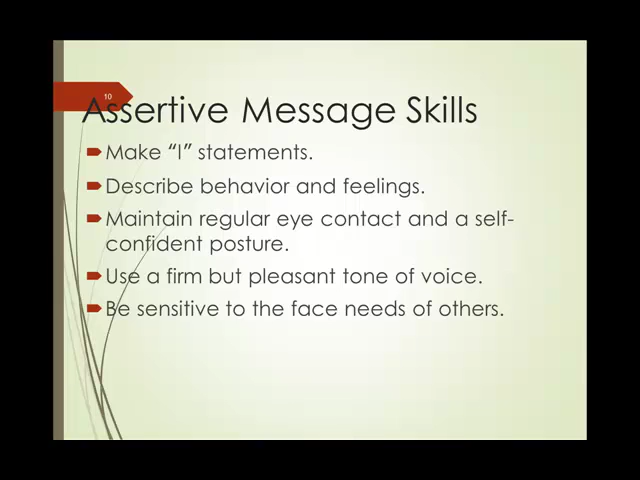 10
Assertive Message Skills
Make “I” statements.
Describe behavior and feelings.
Maintain regular eye contact and a self-
confident posture.
Use a firm but pleasant tone of voice.
Be sensitive to the face needs of others.